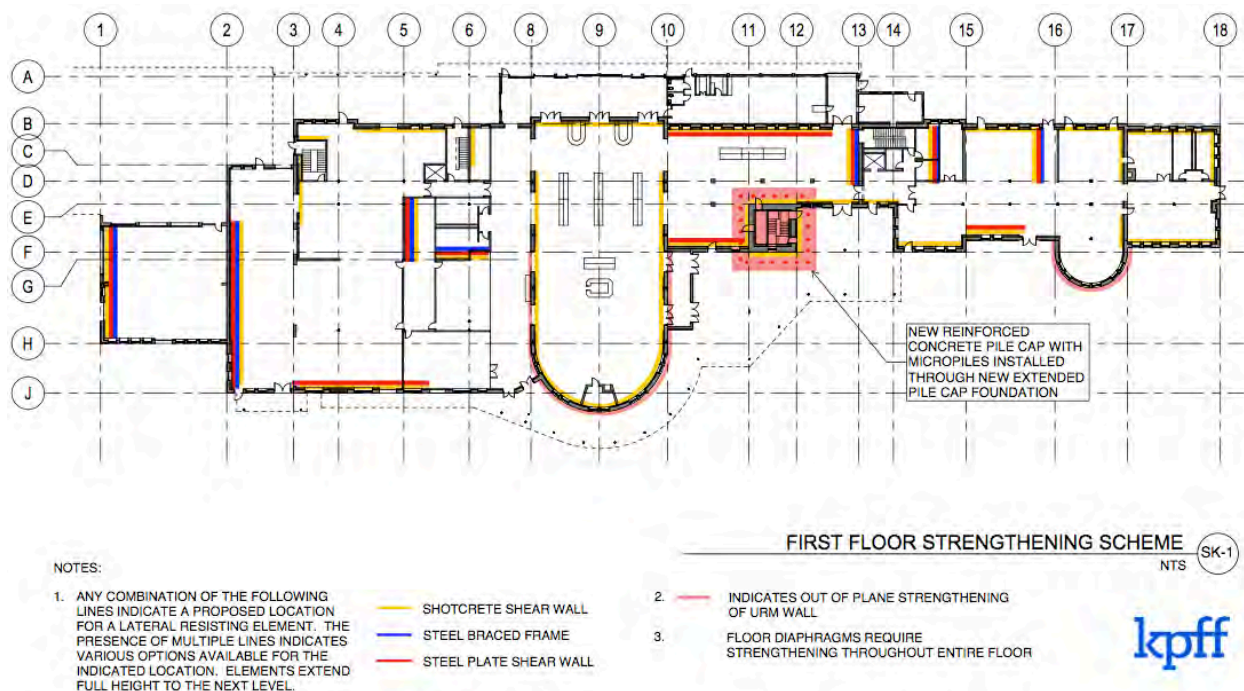 1 2 3 4 5 6 8 9 10 11 12 13 14 15 16 17 18
A
B
C
D
E
F
G
H
J
NEW REINFORCED
CONCRETE PILE CAP WITH
MICROPILES INSTALLED
THROUGH NEW EXTENDED
PILE CAP FOUNDATION
FIRST FLOOR STRENGTHENING SCHEME
NTS
SK-1
NOTES:
1. ANY COMBINATION OF THE FOLLOWING
LINES INDICATE A PROPOSED LOCATION
FOR A LATERAL RESISTING ELEMENT. THE
PRESENCE OF MULTIPLE LINES INDICATES
VARIOUS OPTIONS AVAILABLE FOR THE
INDICATED LOCATION. ELEMENTS EXTEND
FULL HEIGHT TO THE NEXT LEVEL.
SHOTCRETE SHEAR WALL
STEEL BRACED FRAME
STEEL PLATE SHEAR WALL
2. INDICATES OUT OF PLANE STRENGTHENING
OF URM WALL
3. FLOOR DIAPHRAGMS REQUIRE
STRENGTHENING THROUGHOUT ENTIRE FLOOR
kpff